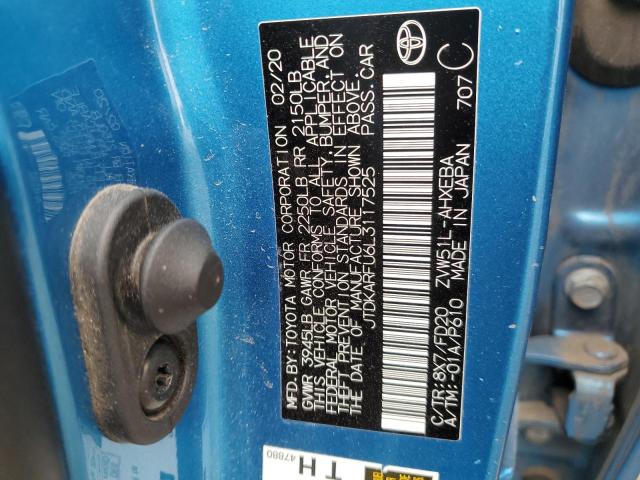 MFD.BY:TOYOTA MOTOR CORPORATION 02/20
GVWR 3945LB GAWR FR 2250LB RR 2150LB
THIS VEHICLE CONFORMS TO ALL APPLICABLE
FEDERAL MOTOR VEHICLE SAFETY, BUMPER, AND
THEFT PREVENTION STANDARDS IN EFFECT ON
THE DATE OF MANUFACTURE SHOWN ABOVE.
JTDKARFU6L3117525 PASS.CAR
C/TR:8X7/FD20 ZVW51L-AHXEBA
A/TM:-01A/P610 MADE IN JAPAN 707 C
TOYOTA
47880
TH